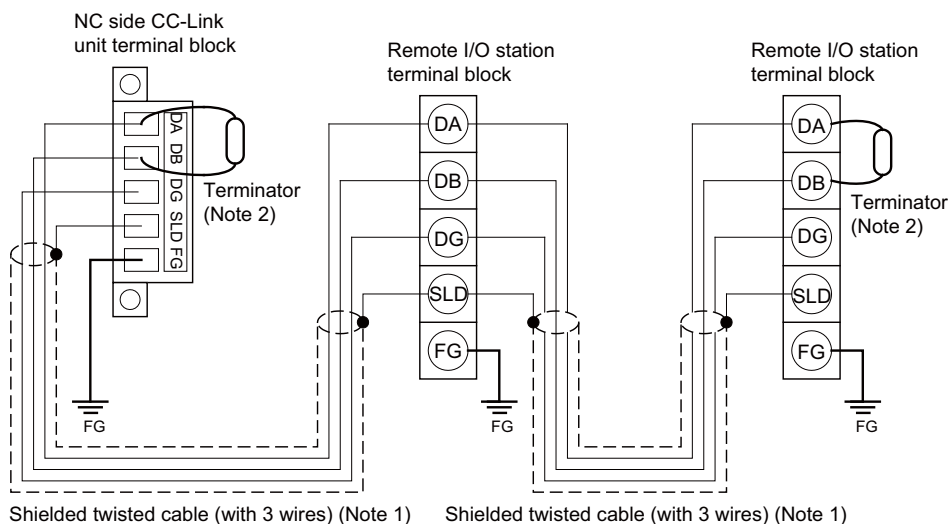 NC side CC-Link
unit terminal block
DA
DB
DG
SLD
FG
Terminator
(Note 2)
FG
Remote I/O station
terminal block
DA
DB
DG
SLD
FG
FG
Remote I/O station
terminal block
DA
DB
DG
SLD
FG
Terminator
(Note 2)
FG
Shielded twisted cable (with 3 wires) (Note 1)
Shielded twisted cable (with 3 wires) (Note 1)